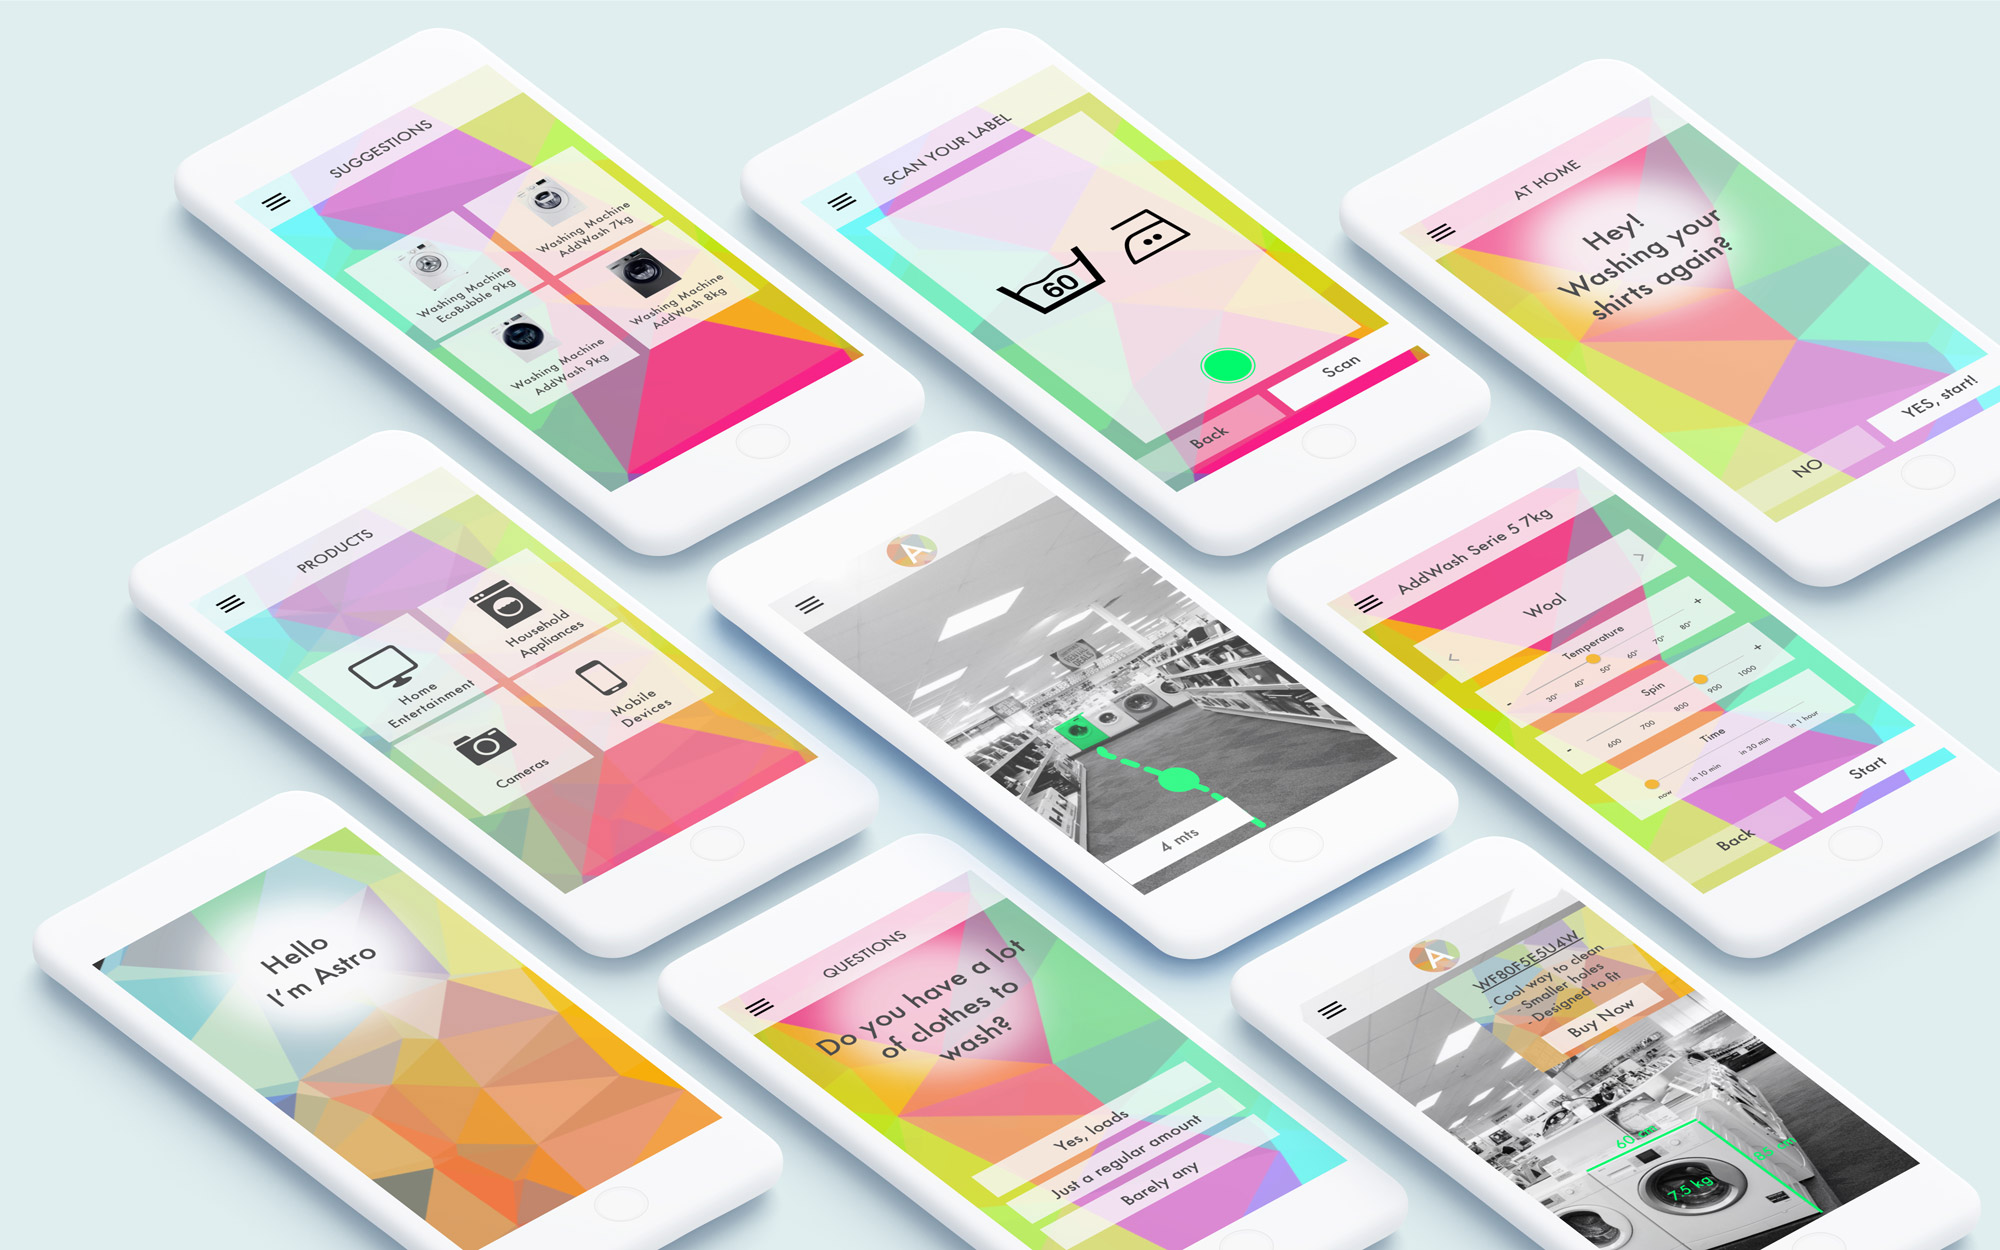 SUGGESTIONS
Washing Machine
AddWash 7kg
Washing Machine
EcoBubble 9kg
Washing Machine
AddWash 8kg
Washing Machine
AddWash 9kg
SCAN YOUR LABEL
60
Back
Scan
AT HOME
Hey!
Washing your
shirts again?
NO
YES, start!
PRODUCTS
Household
Appliances
Home
Entertainment
Mobile
Devices
Cameras
A
4 mts
AddWash Serie 5 7kg
< Wool >
Temperature
- +
30° 40° 50° 60° 70° 80°
Spin
- +
600 700 800 900 1000
Time
now in 10 min in 30 min in 1 hour
Back
Start
Hello
I'm Astro
QUESTIONS
Do you have a lot
of clothes to
wash?
Yes, loads
Just a regular amount
Barely any
A
WF80F5E5U4W
- Cool way to clean
- Smaller holes
- Designed to fit
Buy Now
60
7.5 kg